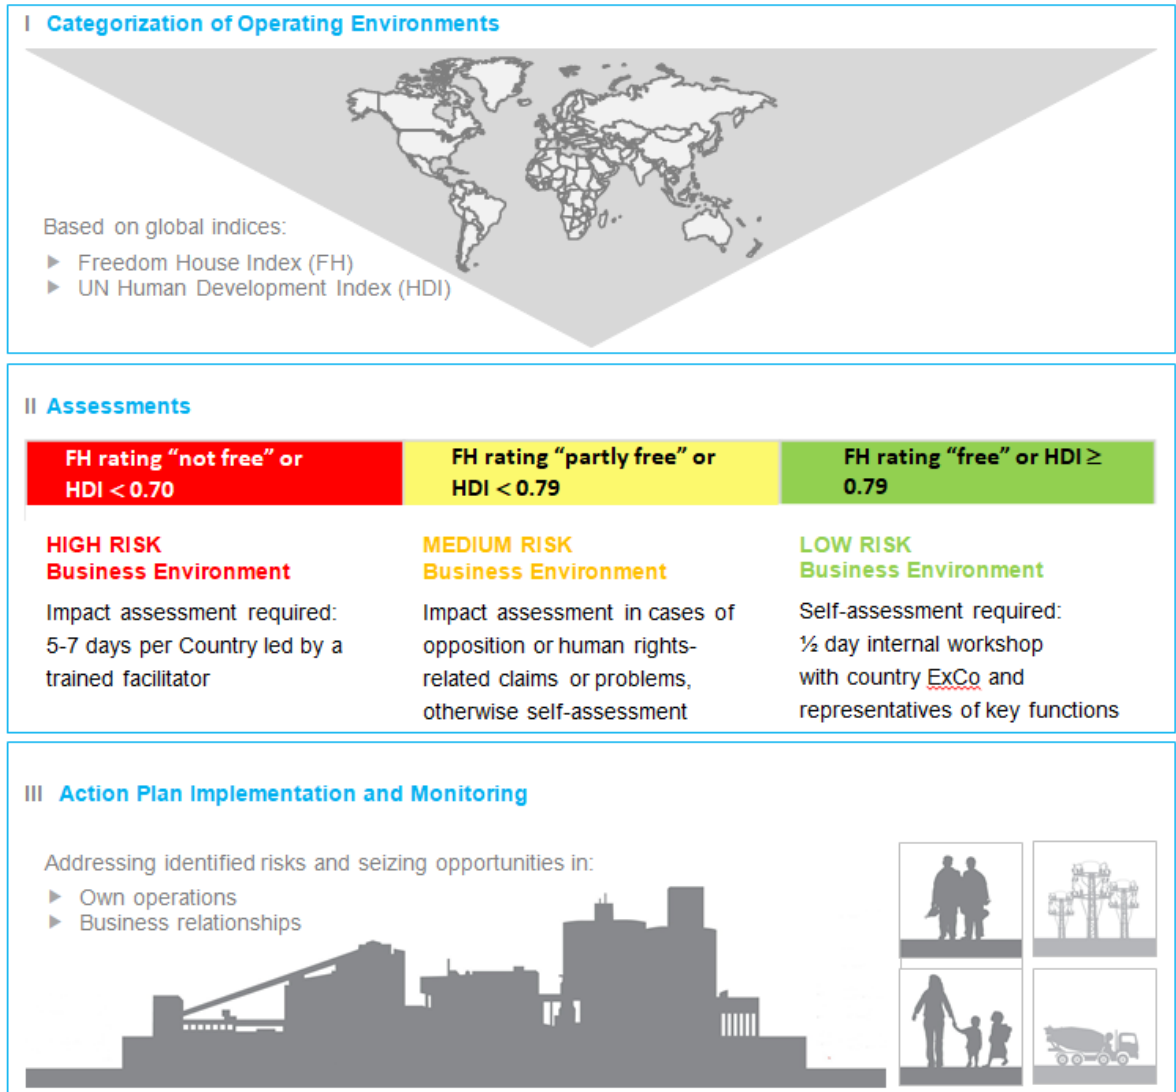 I Categorization of Operating Environments
Based on global indices:
▶ Freedom House Index (FH)
▶ UN Human Development Index (HDI)
II Assessments
FH rating “not free” or
HDI < 0.70
FH rating “partly free” or
HDI < 0.79
FH rating “free” or HDI ≥
0.79
HIGH RISK
Business Environment
Impact assessment required:
5-7 days per Country led by a
trained facilitator
MEDIUM RISK
Business Environment
Impact assessment in cases of
opposition or human rights-
related claims or problems,
otherwise self-assessment
LOW RISK
Business Environment
Self-assessment required:
½ day internal workshop
with country ExCo and
representatives of key functions
III Action Plan Implementation and Monitoring
Addressing identified risks and seizing opportunities in:
▶ Own operations
▶ Business relationships